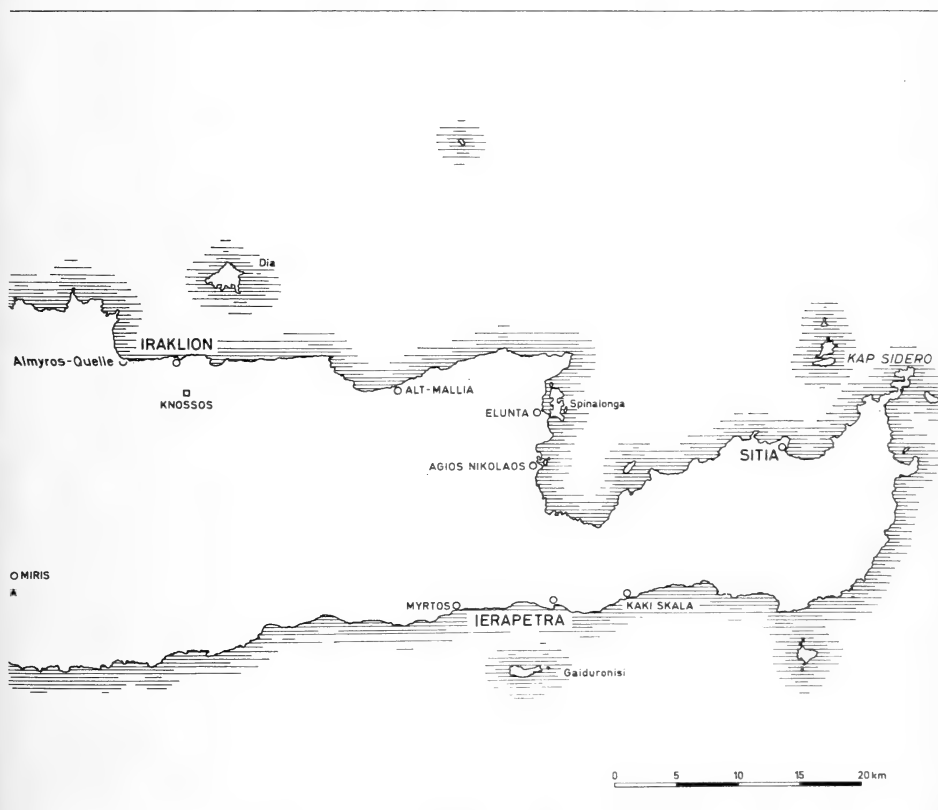 Dia
IRAKLION
Almyros-Quelle
KNOSSOS
ALT-MALLIA
KAP SIDERO
ELUNTA
Spinalonga
AGIOS NIKOLAOS
SITIA
MIRIS
MYRTOS
IERAPETRA
KAKI SKALA
Gaiduronisi
0 5 10 15 20 km